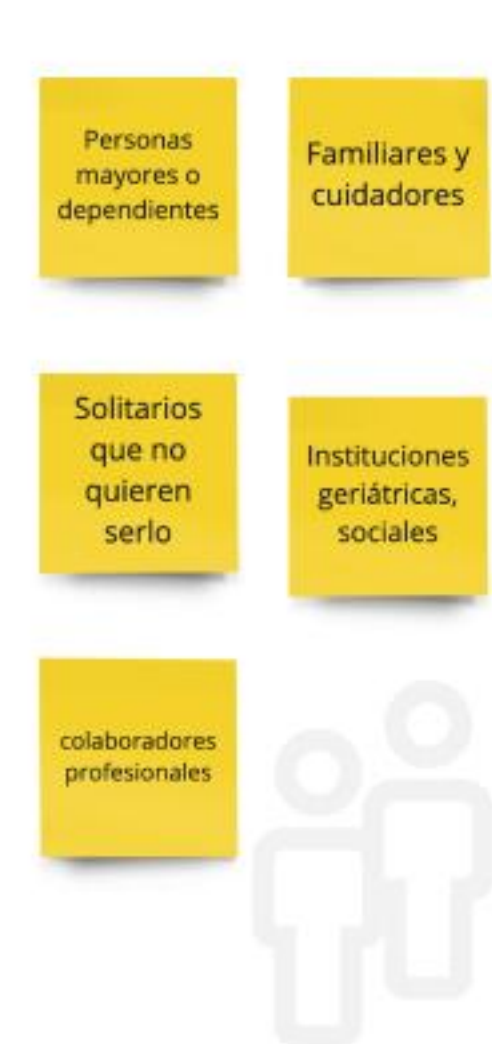 Personas
mayores o
dependientes
Familiares y
cuidadores
Solitarios
que no
quieren
serlo
Instituciones
geriátricas,
sociales
colaboradores
profesionales